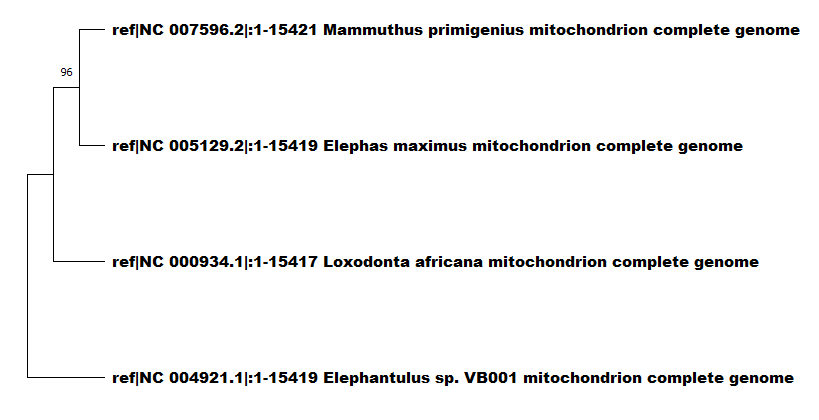 ref|NC 007596.2|:1-15421 Mammuthus primigenius mitochondrion complete genome
96
ref|NC 005129.2|:1-15419 Elephas maximus mitochondrion complete genome
ref|NC 000934.1|:1-15417 Loxodonta africana mitochondrion complete genome
ref|NC 004921.1|:1-15419 Elephantulus sp. VB001 mitochondrion complete genome